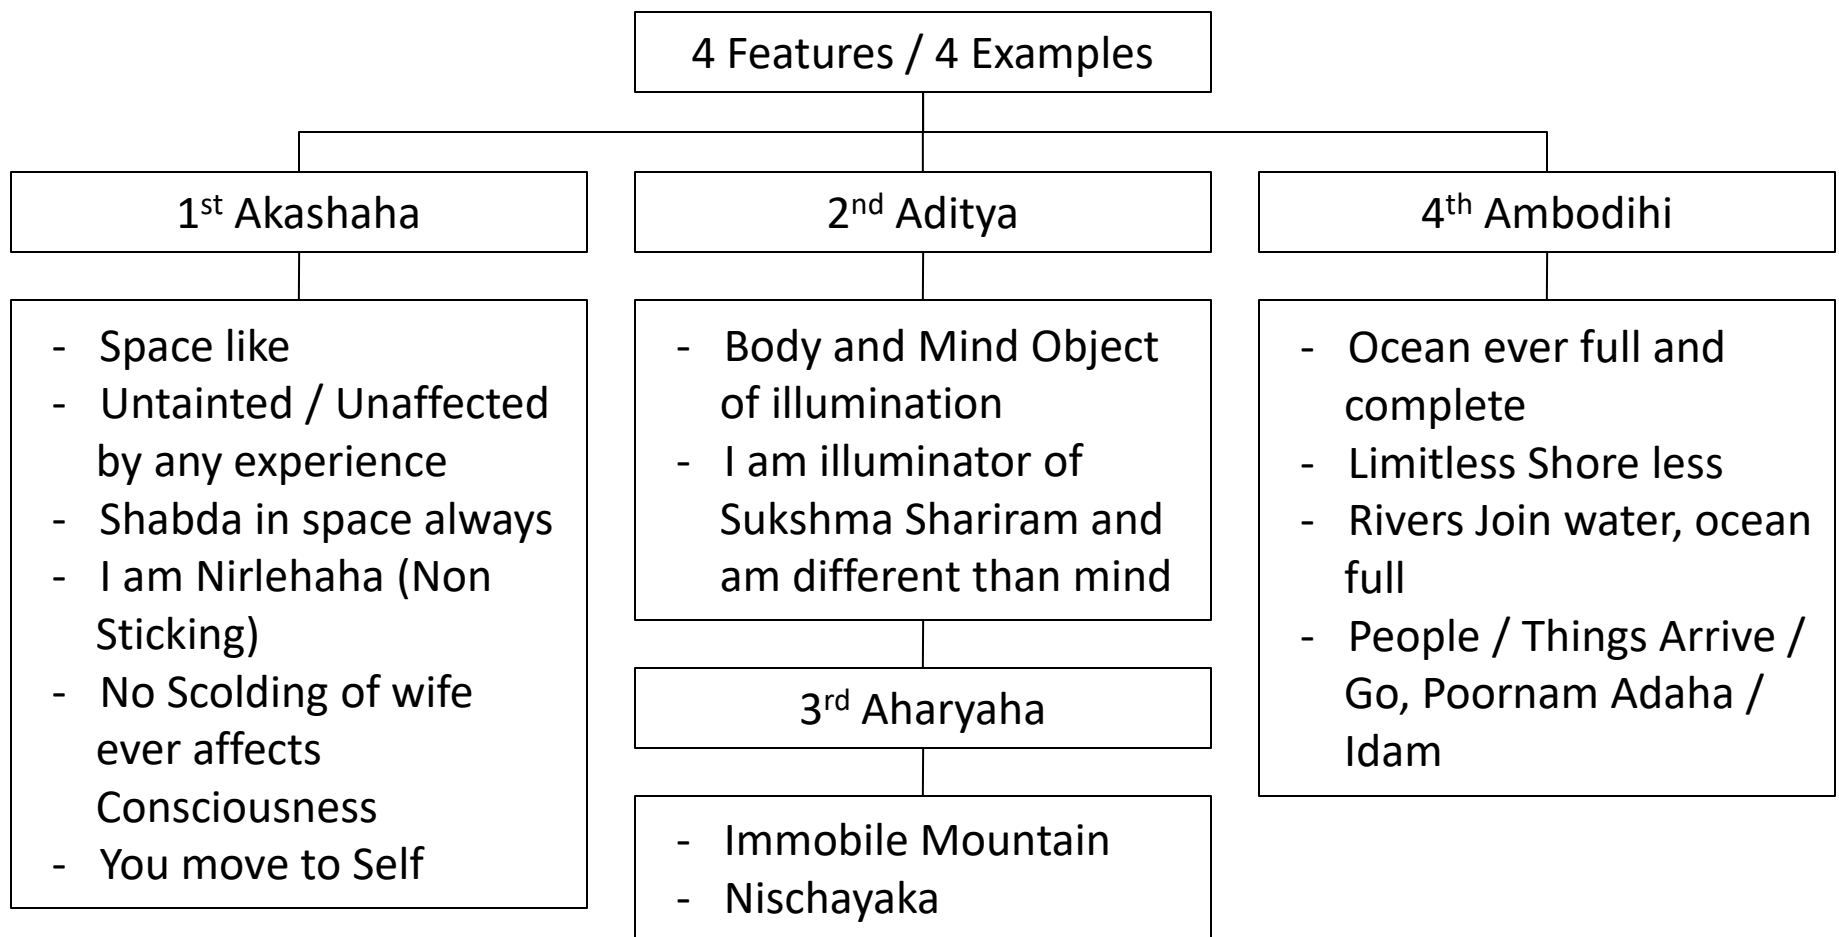 4 Features / 4 Examples
1st Akashaha
- Space like
- Untainted / Unaffected
by any experience
- Shabda in space always
- I am Nirlehaha (Non
Sticking)
- No Scolding of wife
ever affects
Consciousness
- You move to Self
2nd Aditya
- Body and Mind Object
of illumination
- I am illuminator of
Sukshma Shariram and
am different than mind
3rd Aharyaha
- Immobile Mountain
- Nischayaka
4th Ambodihi
- Ocean ever full and
complete
- Limitless Shore less
- Rivers Join water, ocean
full
- People / Things Arrive /
Go, Poornam Adaha /
Idam